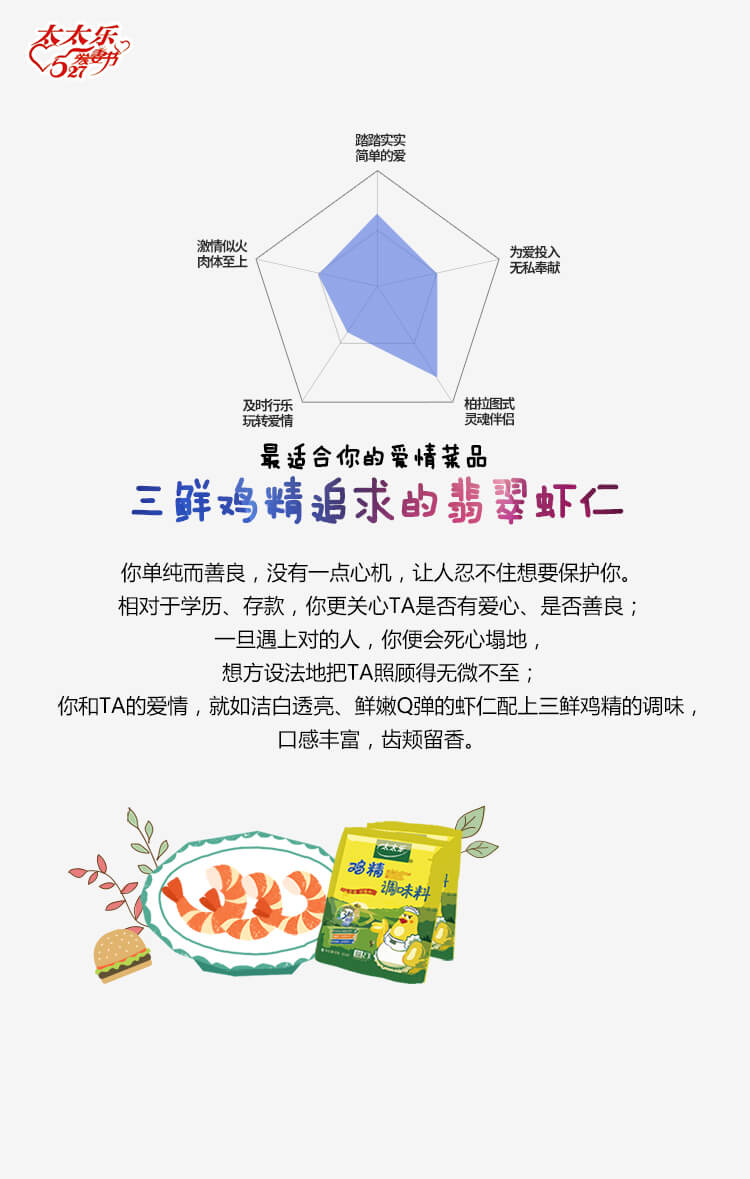 太太乐
527 爱要书
踏踏实实
简单的爱
激情似火
肉体至上
为爱投入
无私奉献
及时行乐
玩转爱情
柏拉图式
灵魂伴侣
最适合你的爱情菜品
三鲜鸡精追求的翡翠虾仁
你单纯而善良，没有一点心机，让人忍不住想要保护你。
相对于学历、存款，你更关心TA是否有爱心、是否善良；
一旦遇上对的人，你便会死心塌地，
想方设法地把TA照顾得无微不至；
你和TA的爱情，就如洁白透亮、鲜嫩Q弹的虾仁配上三鲜鸡精的调味，
口感丰富，齿颊留香。
太太乐
鸡精
调味料